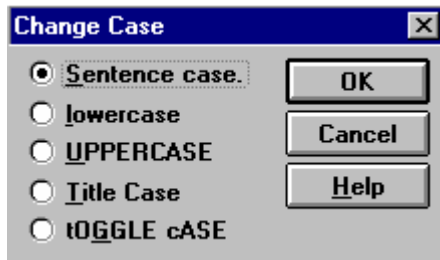 Change Case
Sentence case.
lowercase
UPPERCASE
Title Case
tOGGLE cASE
OK
Cancel
Help